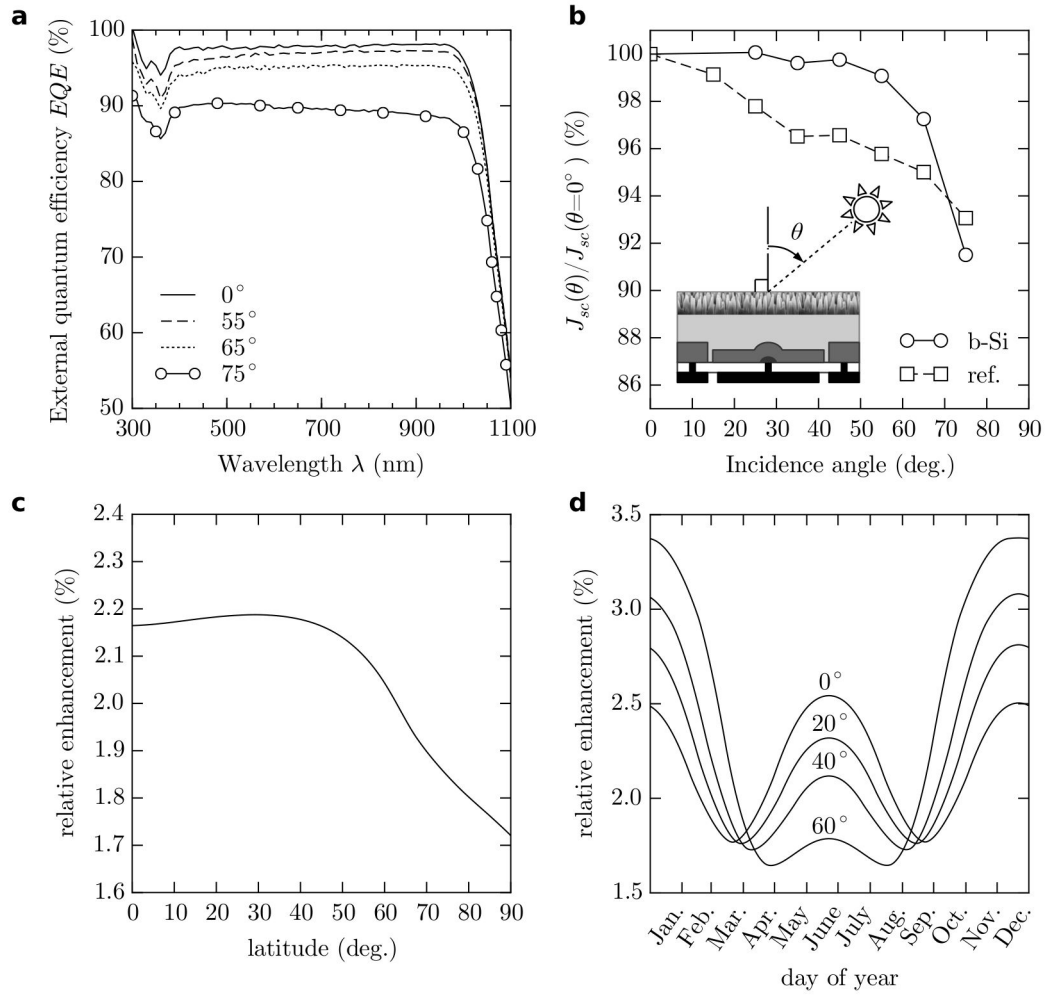 a
External quantum efficiency EQE (%)
100
90
80
70
60
50
0°
55°
65°
75°
300
500
700
900
1100
Wavelength λ (nm)
b
J_sc(θ)/J_sc(θ=0°) (%)
100
98
96
94
92
90
88
86
θ
b-Si
ref.
0 10 20 30 40 50 60 70 80 90
Incidence angle (deg.)
c
relative enhancement (%)
2.4
2.3
2.2
2.1
2.0
1.9
1.8
1.7
1.6
0 10 20 30 40 50 60 70 80 90
latitude (deg.)
d
relative enhancement (%)
3.5
3.0
2.5
2.0
1.5
0°
20°
40°
60°
Jan. Feb. Mar. Apr. May June July Aug. Sep. Oct. Nov. Dec.
day of year